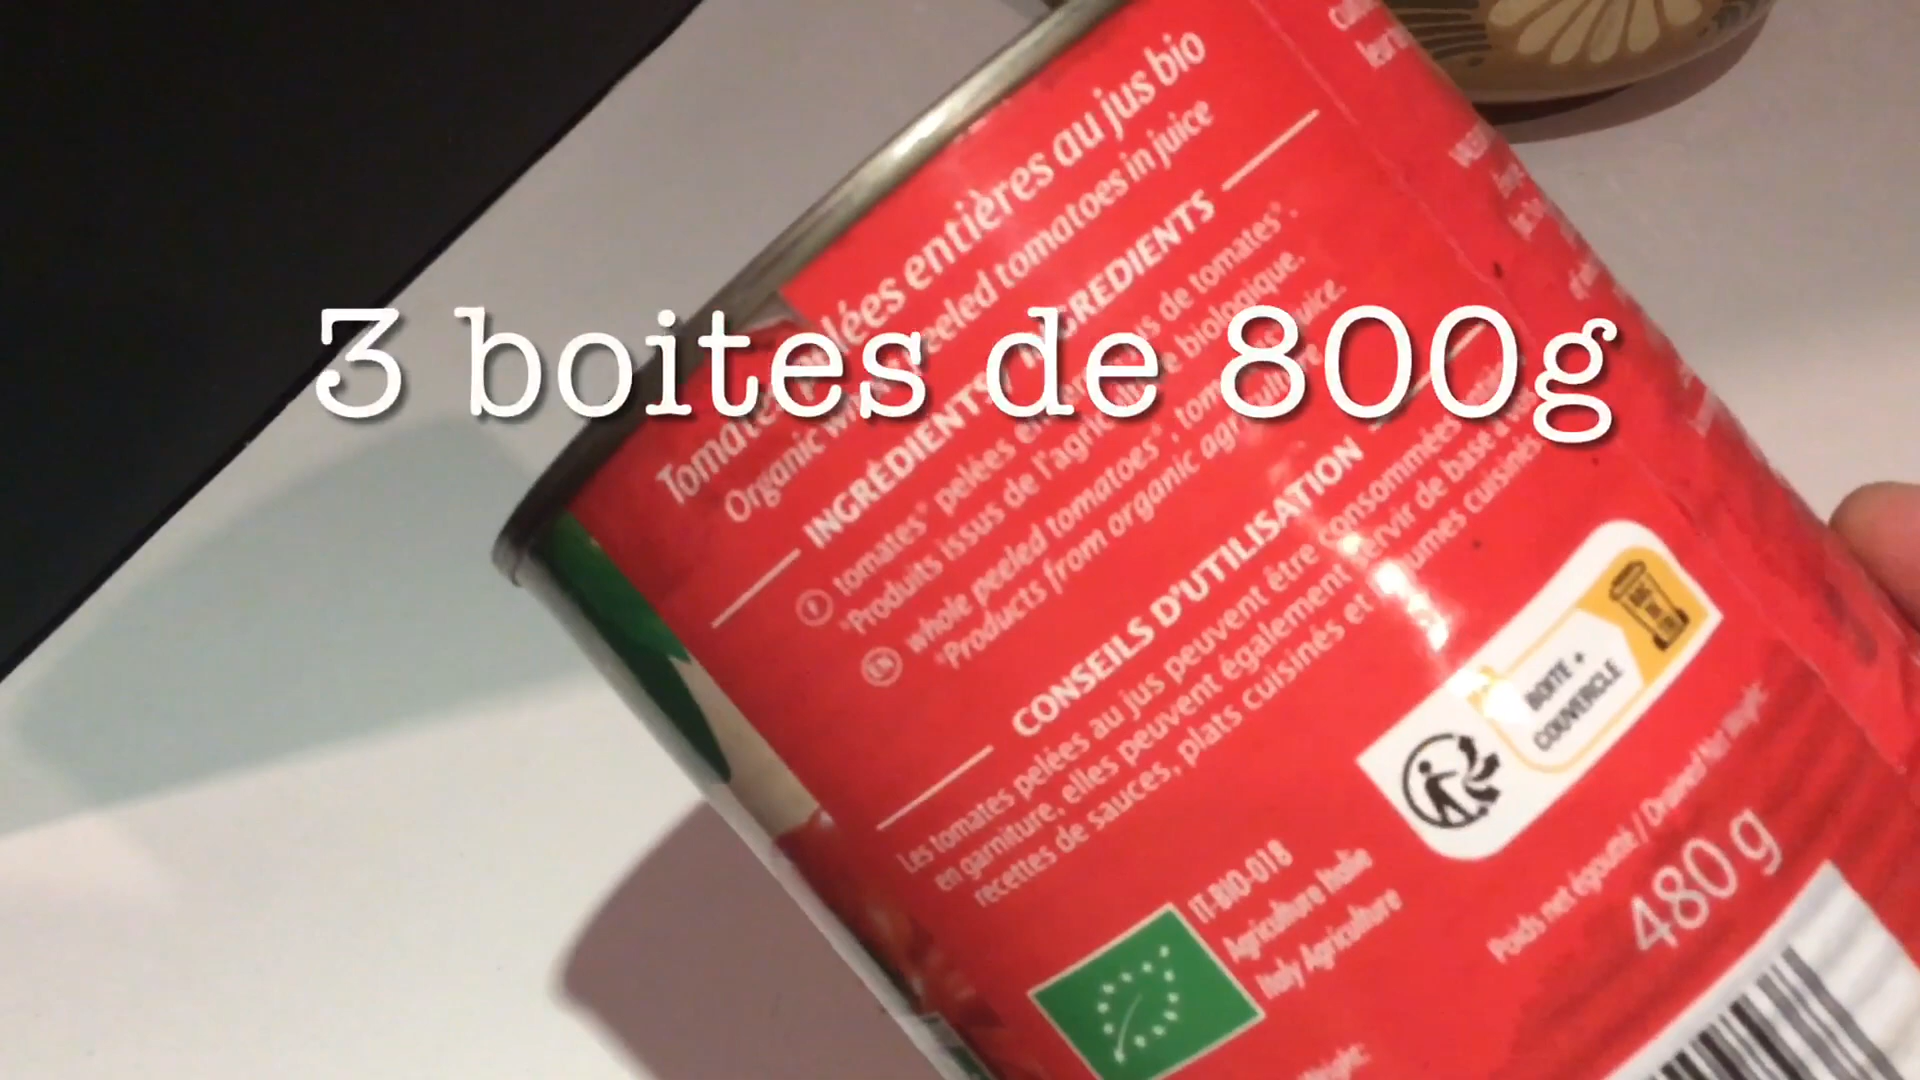 3 boites de 800g
Tomates pelées entières au jus bio
Organic whole peeled tomatoes in juice
INGRÉDIENTS / INGREDIENTS
tomates* pelées entières, jus de tomates*.
*Produits issus de l'agriculture biologique.
EN whole peeled tomatoes*, tomato juice.
*Products from organic agriculture.
CONSEILS D'UTILISATION
Les tomates pelées au jus peuvent être consommées
en garniture, elles peuvent également servir de base à vos
recettes de sauces, plats cuisinés et légumes cuisinés
BOITE +
COUVERCLE
IT-BIO-018
Agriculture Italie
Italy Agriculture
Poids net égoutté / Drained Net Weight:
480 g